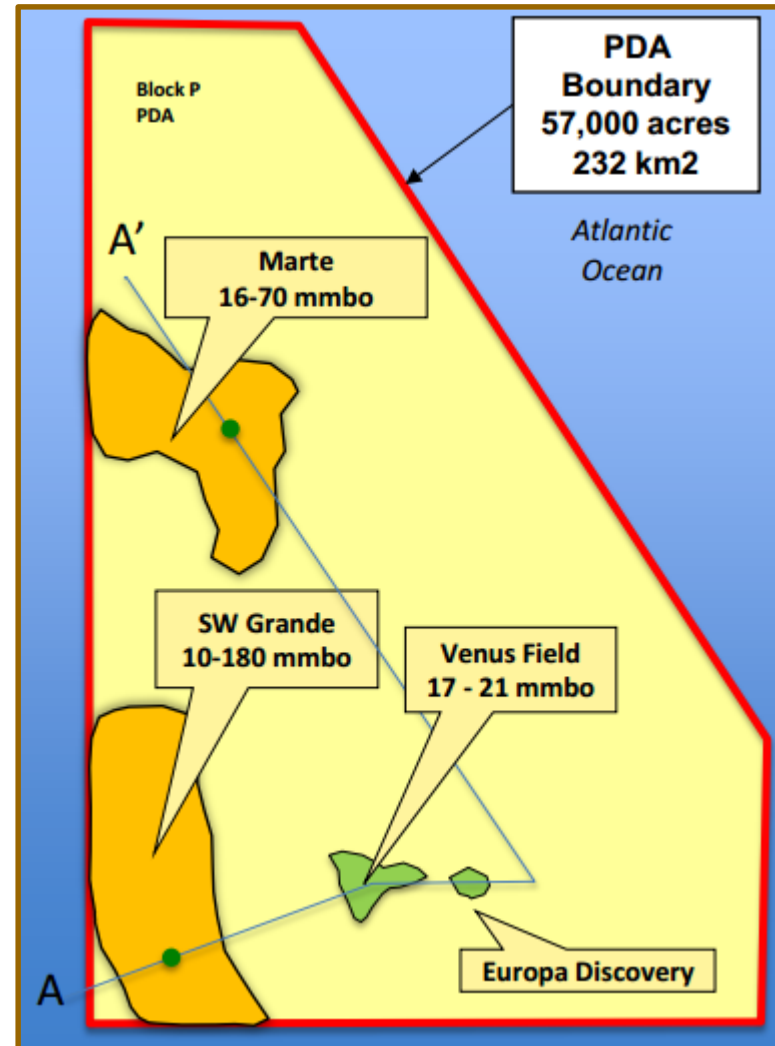 PDA
Boundary
57,000 acres
232 km2
Block P
PDA
Atlantic
Ocean
A’
Marte
16-70 mmbo
SW Grande
10-180 mmbo
Venus Field
17 - 21 mmbo
Europa Discovery
A